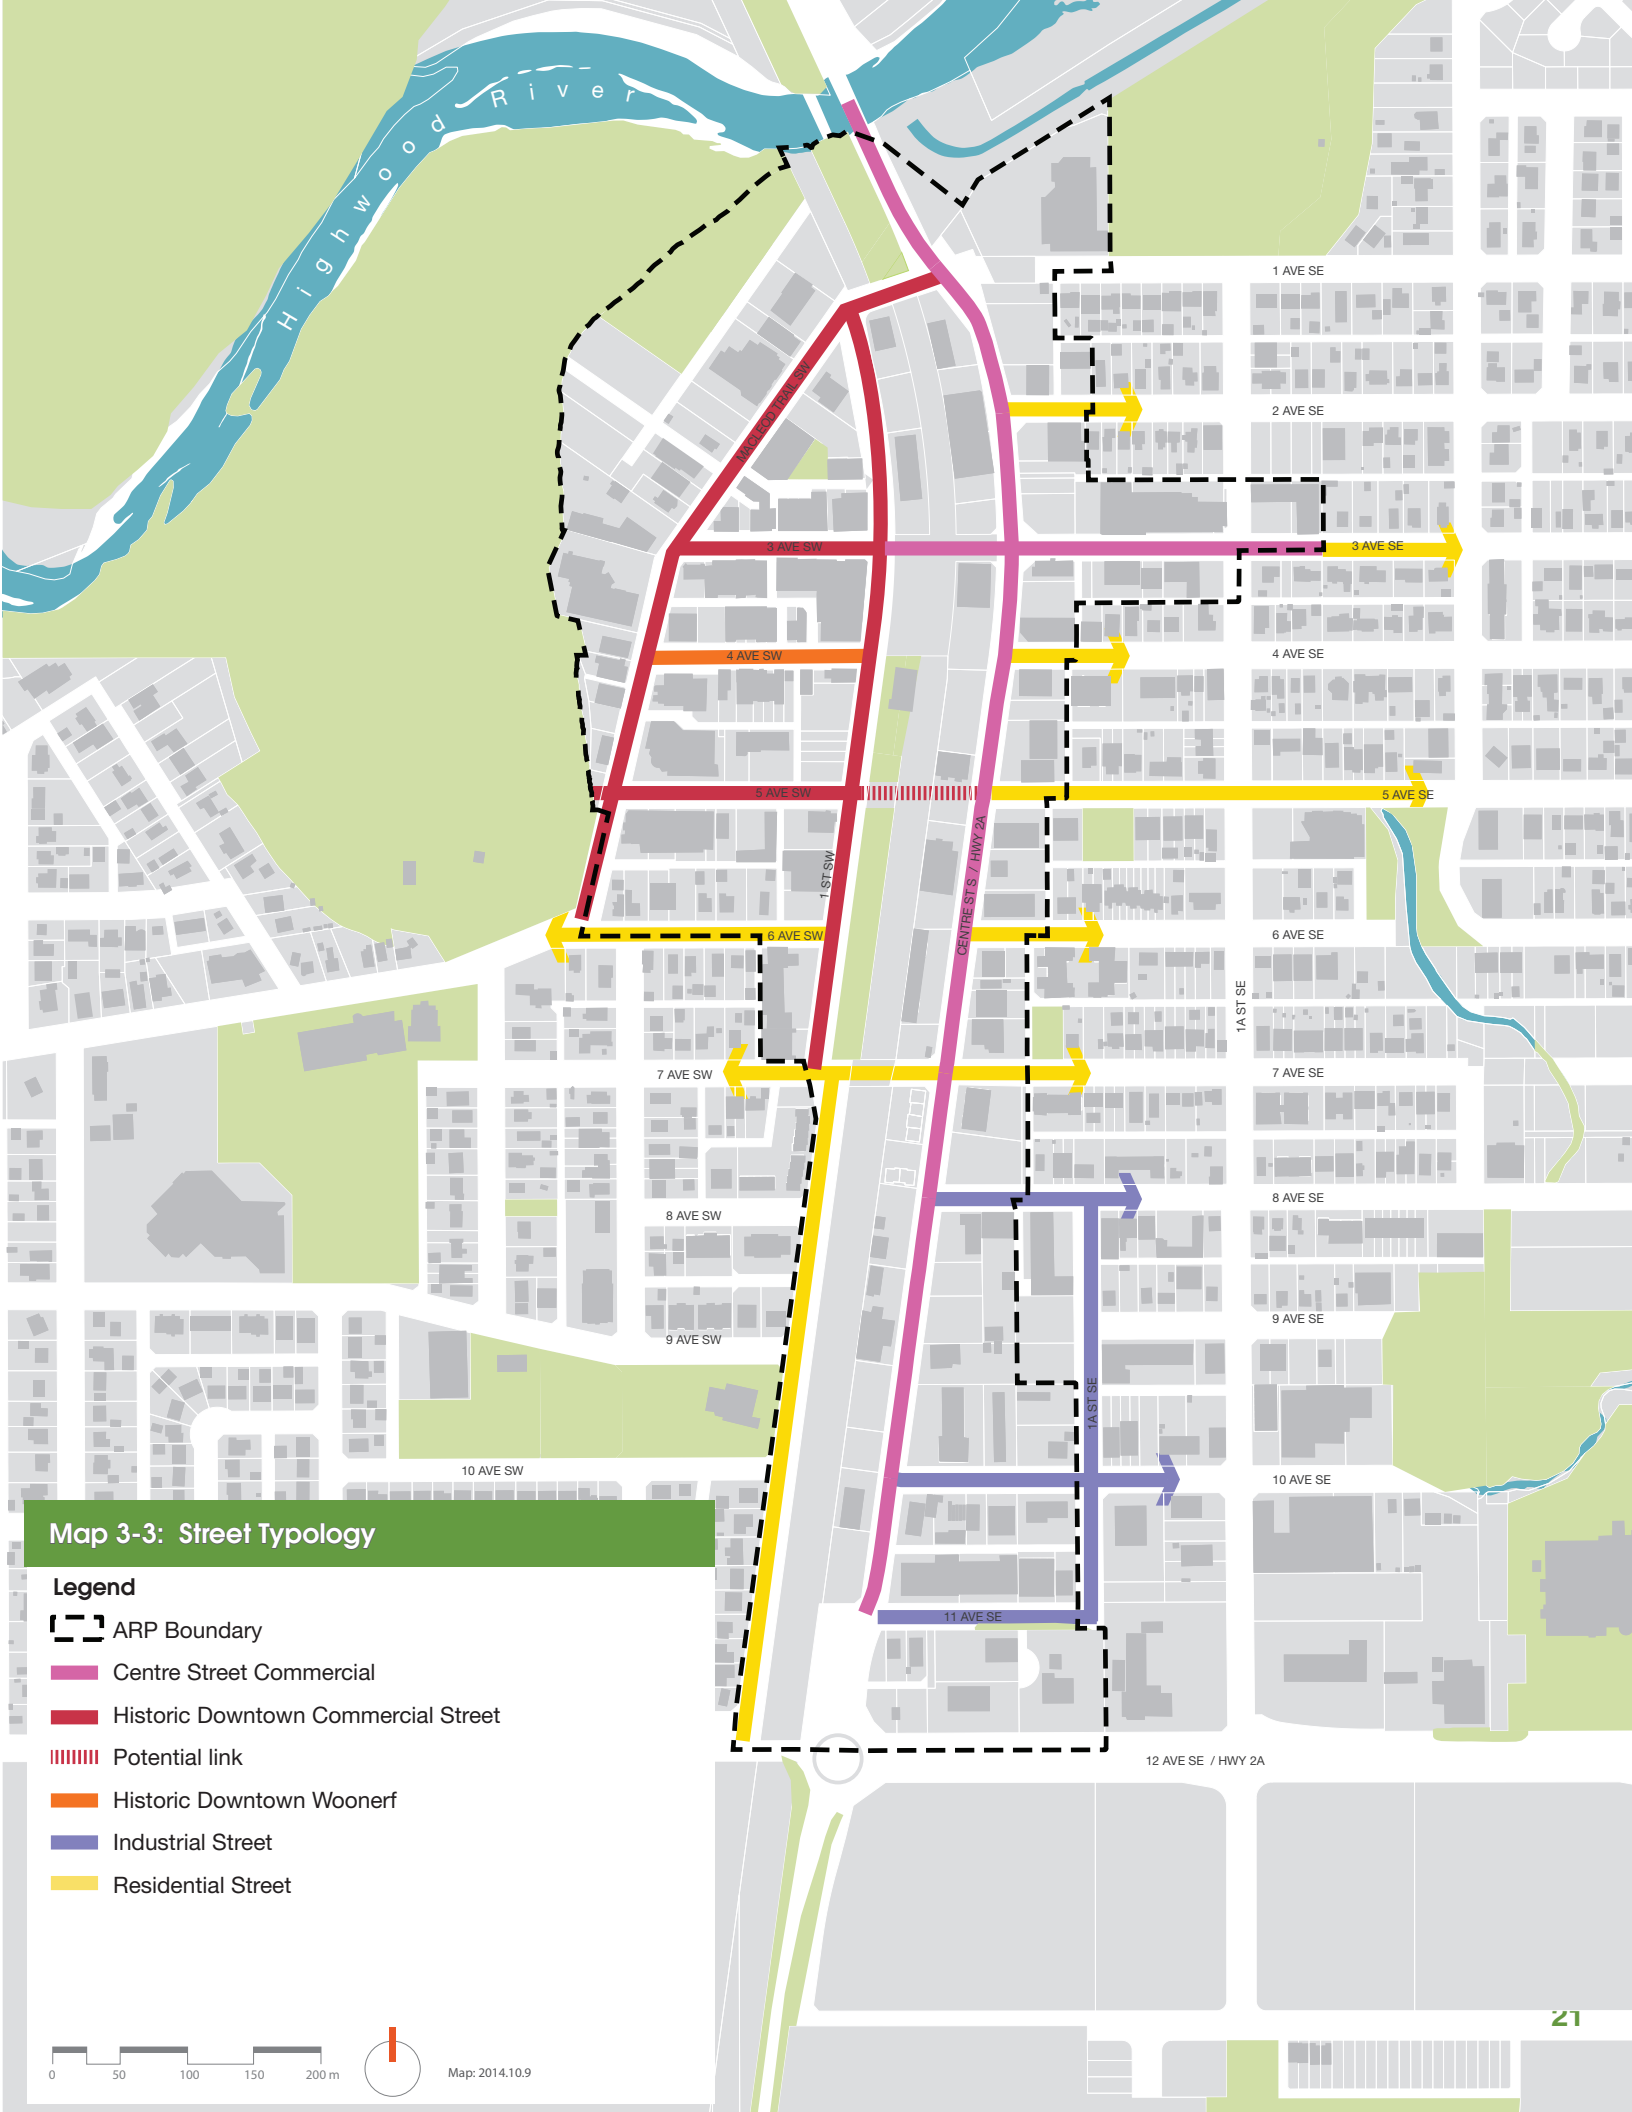 Highwood River
1 AVE SE
MACLEOD TRAIL SW
2 AVE SE
3 AVE SW
3 AVE SE
4 AVE SW
4 AVE SE
5 AVE SW
5 AVE SE
1 ST SW
CENTRE ST S / HWY 2A
6 AVE SW
6 AVE SE
1A ST SE
7 AVE SW
7 AVE SE
8 AVE SE
8 AVE SW
9 AVE SE
9 AVE SW
1A ST SE
10 AVE SW
10 AVE SE
11 AVE SE
12 AVE SE / HWY 2A
Map 3-3: Street Typology
Legend
ARP Boundary
Centre Street Commercial
Historic Downtown Commercial Street
Potential link
Historic Downtown Woonerf
Industrial Street
Residential Street
0 50 100 150 200 m
Map: 2014.10.9
21